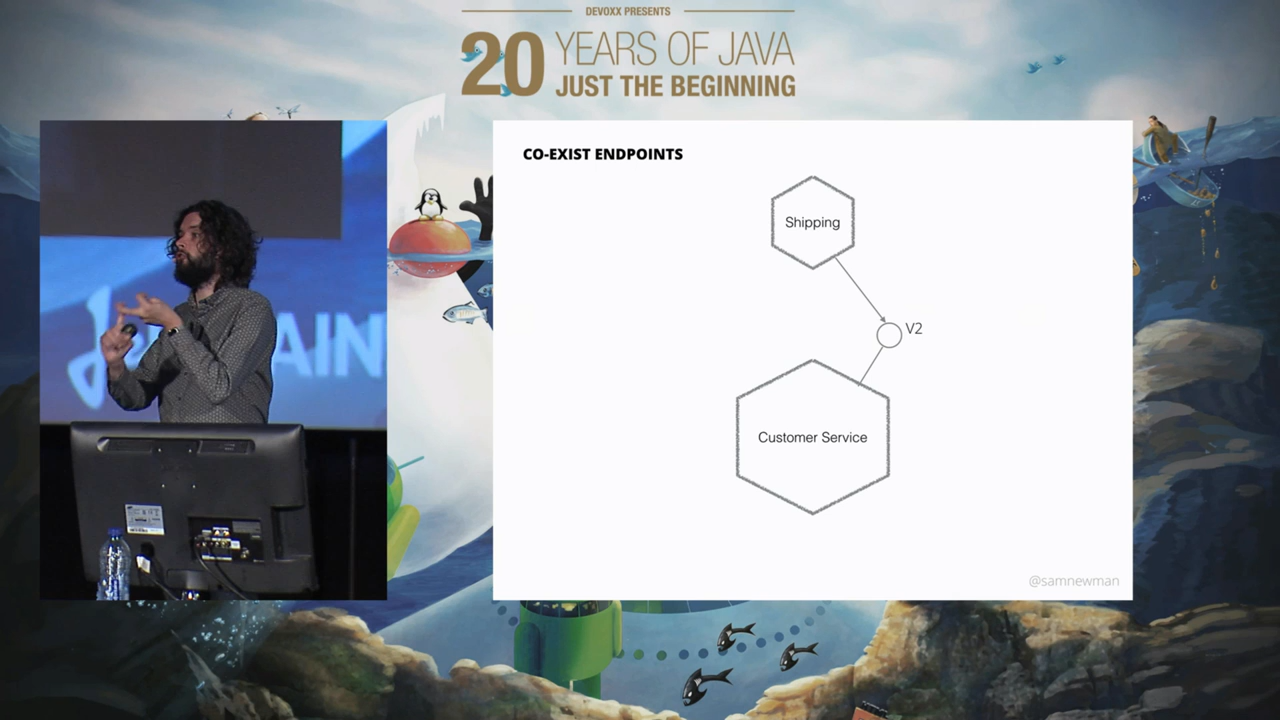 DEVOXX PRESENTS
20 YEARS OF JAVA
JUST THE BEGINNING
CO-EXIST ENDPOINTS
Shipping
V2
Customer Service
@samnewman